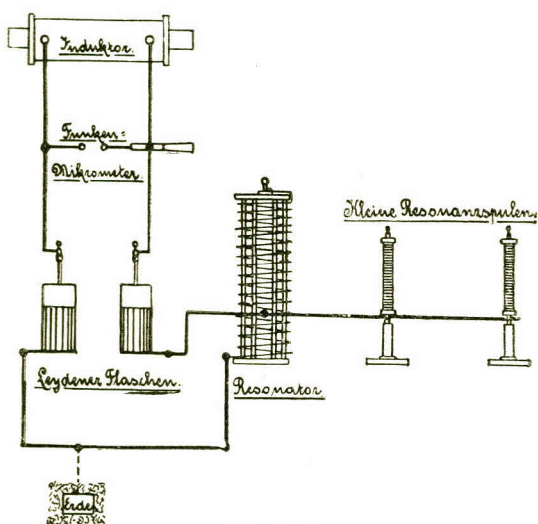 Induktor.
Funken=
Mikrometer.
Kleine Resonanzspulen.
Leydener Flaschen.
Resonator.
Erde